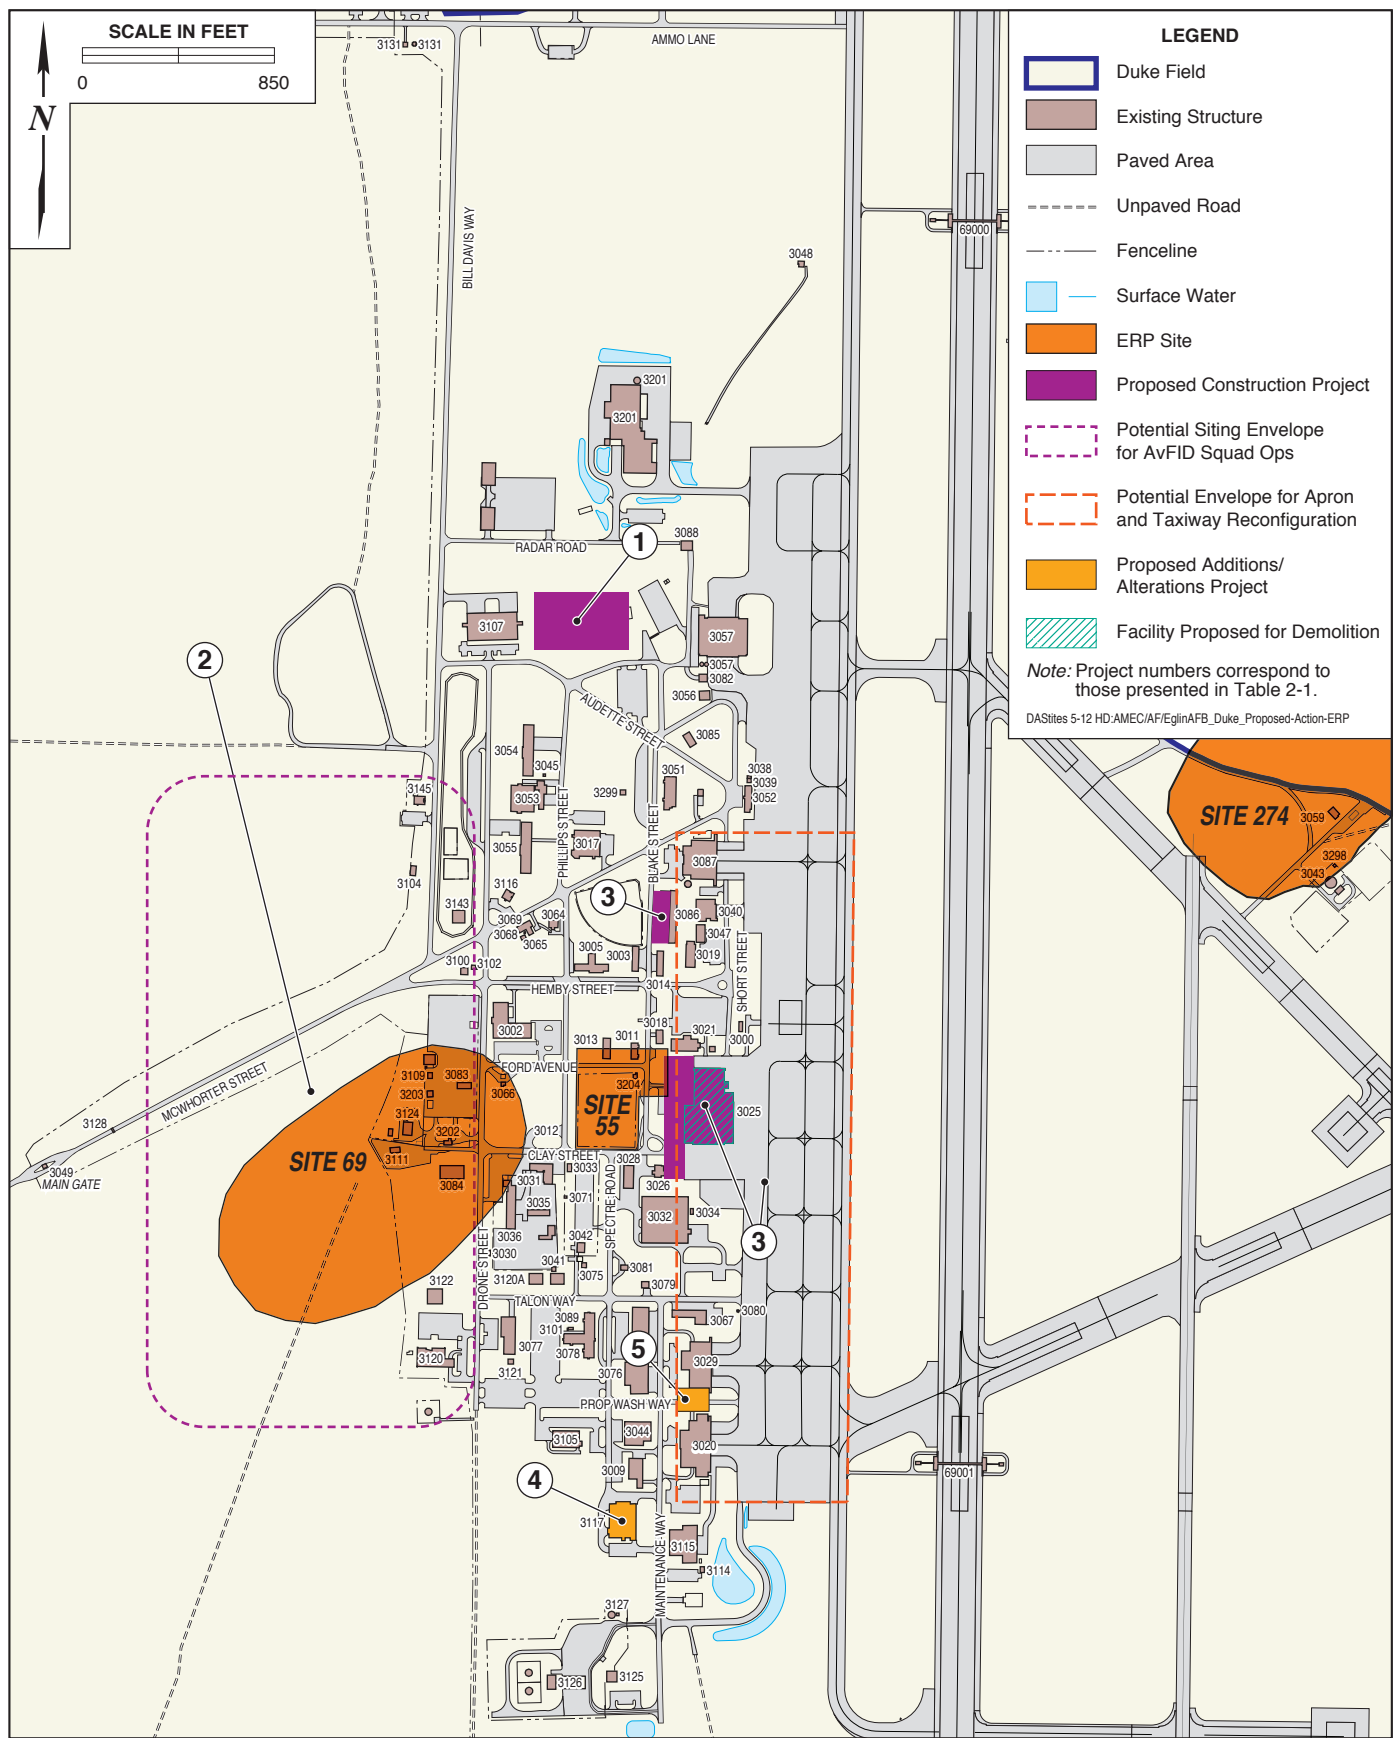 SCALE IN FEET
0 850
N
LEGEND
Duke Field
Existing Structure
Paved Area
Unpaved Road
Fenceline
Surface Water
ERP Site
Proposed Construction Project
Potential Siting Envelope
for AvFID Squad Ops
Potential Envelope for Apron
and Taxiway Reconfiguration
Proposed Additions/
Alterations Project
Facility Proposed for Demolition
Note: Project numbers correspond to
those presented in Table 2-1.
DAStites 5-12 HD:AMEC/AF/EglinAFB_Duke_Proposed-Action-ERP
3131 3131
AMMO LANE
BILL DAVIS WAY
69000
3048
3201
3201
3088
RADAR ROAD
1
3107
3057
3057
3082
3056
2
AUDETTE STREET
3085
3054
3045
3051
3038
3039
3052
3053
3299
3145
PHILLIPS STREET
BLAKE STREET
SITE 274
3059
3298
3043
3055
3017
3087
3104
3116
3
3143
3069
3064
3086
3040
3068
3065
3047
3005
3003
3019
3100
3102
SHORT STREET
HEMBY STREET
3014
3002
3018
3021
3000
3013
3011
FORD AVENUE
MCWHORTER STREET
3109
3083
3203
3066
3204
3124
SITE
55
3025
3128
3202
3012
SITE 69
3111
CLAY STREET
3049
MAIN GATE
3084
3031
3033
3028
3026
3035
3071
SPECTRE ROAD
3032
3034
3036
3042
3
3030
3041
3075
3081
3120A
3079
DRONE STREET
3122
TALON WAY
3089
3101
3080
3067
3077
3078
5
3120
3121
3076
3029
PROP WASH WAY
3105
3044
3020
3009
69001
4
3117
MAINTENANCE WAY
3115
3114
3127
3126
3125